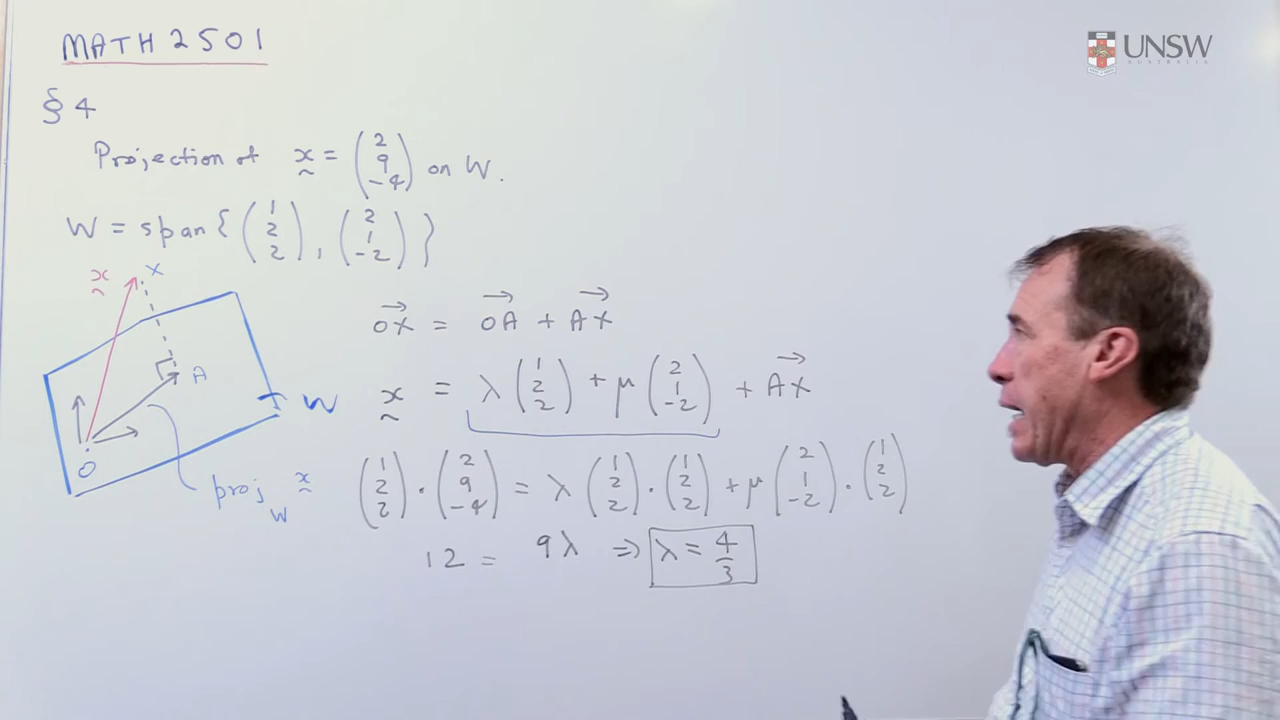 MATH2501
UNSW
AUSTRALIA
§ 4
Projection of x̰ = (2 9 -4) on W.
W = span{ (1 2 2), (2 1 -2) }
x̰ X
A
W
O
proj_W x̰
→OX = →OA + →AX
x̰ = λ(1 2 2) + μ(2 1 -2) + →AX
(1 2 2) · (2 9 -4) = λ(1 2 2) · (1 2 2) + μ(2 1 -2) · (1 2 2)
12 = 9λ ⇒ λ = 4/3